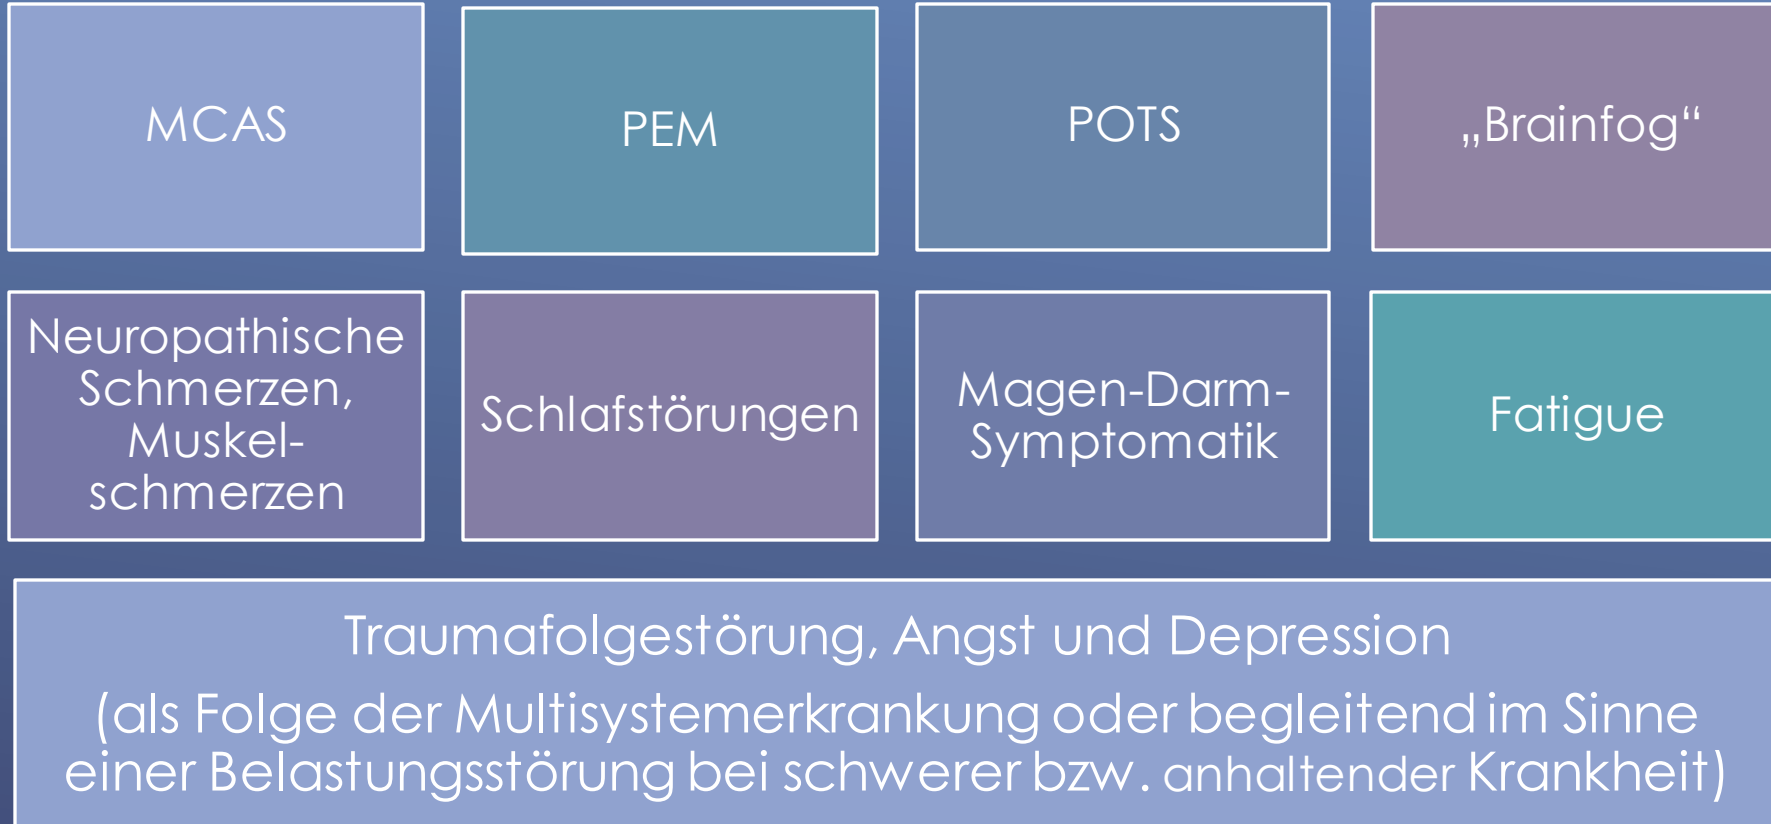 MCAS
PEM
POTS
„Brainfog“
Neuropathische
Schmerzen,
Muskel-
schmerzen
Schlafstörungen
Magen-Darm-
Symptomatik
Fatigue
Traumafolgestörung, Angst und Depression
(als Folge der Multisystemerkrankung oder begleitend im Sinne
einer Belastungsstörung bei schwerer bzw. anhaltender Krankheit)